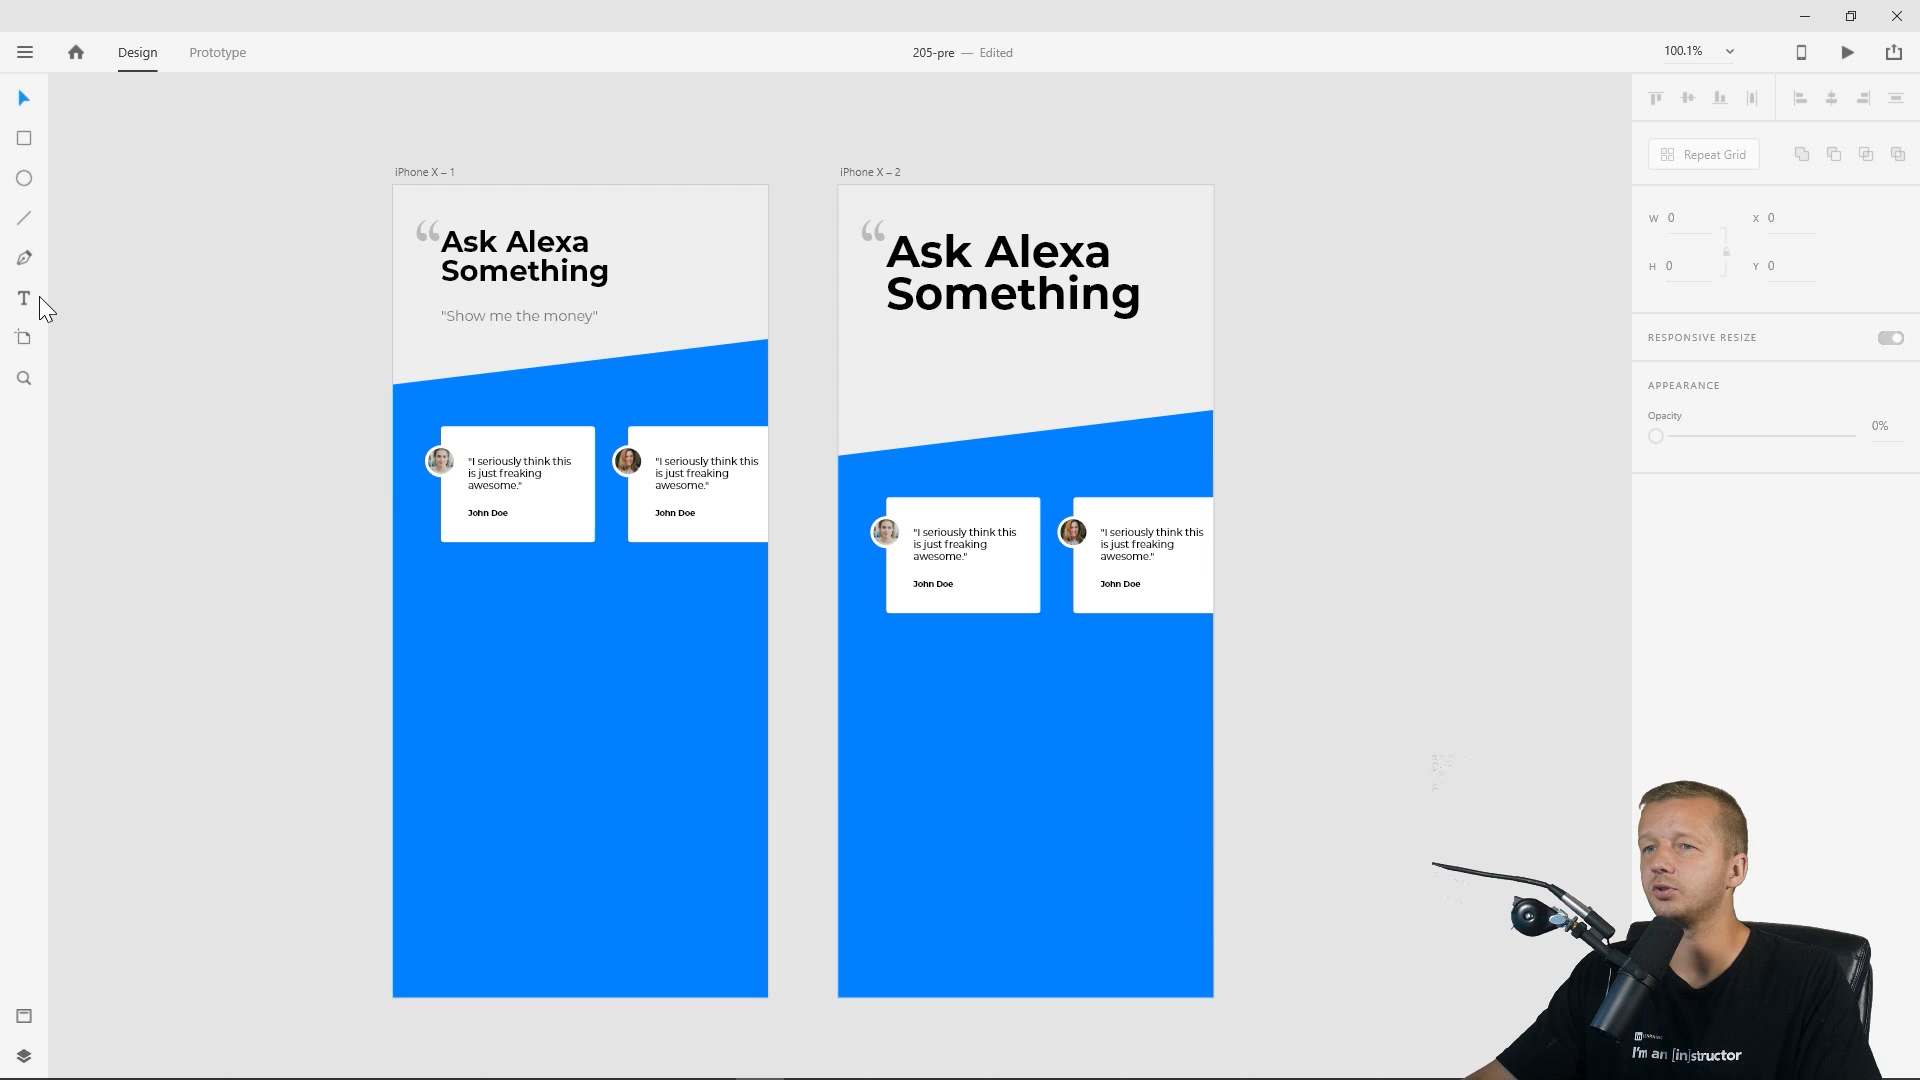 Design
Prototype
205-pre — Edited
100.1%
Repeat Grid
W 0
X 0
H 0
Y 0
RESPONSIVE RESIZE
APPEARANCE
Opacity
0%
iPhone X – 1
“
Ask Alexa
Something
"Show me the money"
"I seriously think this
is just freaking
awesome."
John Doe
"I seriously think this
is just freaking
awesome."
John Doe
iPhone X – 2
“
Ask Alexa
Something
"I seriously think this
is just freaking
awesome."
John Doe
"I seriously think this
is just freaking
awesome."
John Doe
T
I'm an [in]structor